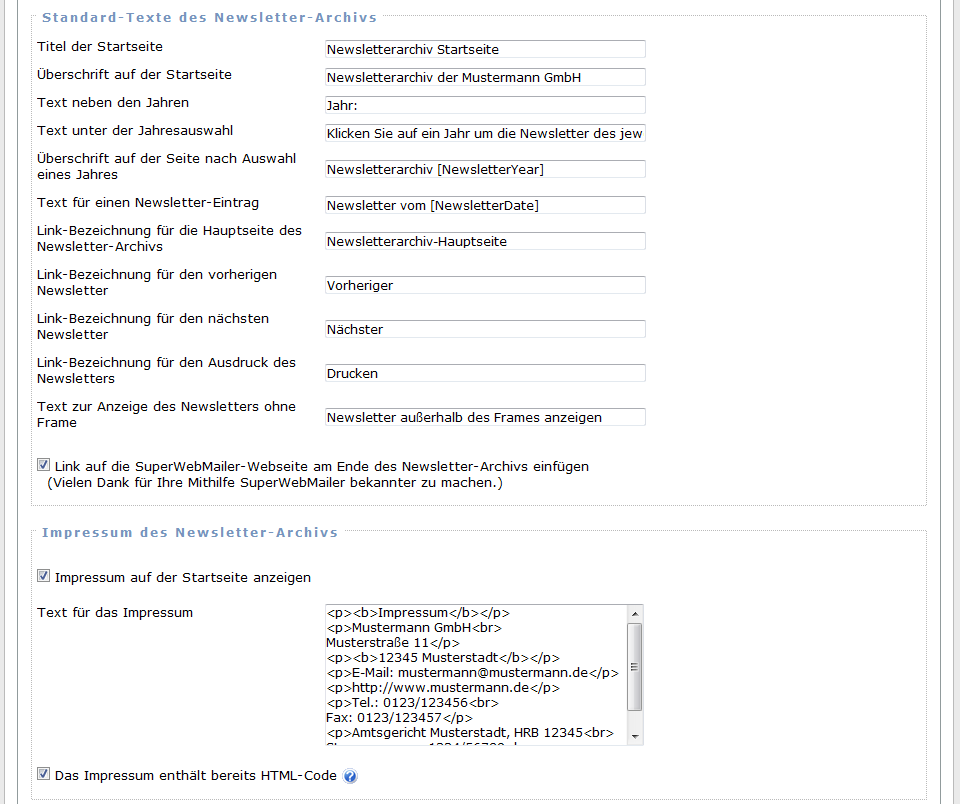 Standard-Texte des Newsletter-Archivs
Titel der Startseite
Newsletterarchiv Startseite
Überschrift auf der Startseite
Newsletterarchiv der Mustermann GmbH
Text neben den Jahren
Jahr:
Text unter der Jahresauswahl
Klicken Sie auf ein Jahr um die Newsletter des jew
Überschrift auf der Seite nach Auswahl
eines Jahres
Newsletterarchiv [NewsletterYear]
Text für einen Newsletter-Eintrag
Newsletter vom [NewsletterDate]
Link-Bezeichnung für die Hauptseite des
Newsletter-Archivs
Newsletterarchiv-Hauptseite
Link-Bezeichnung für den vorherigen
Newsletter
Vorheriger
Link-Bezeichnung für den nächsten
Newsletter
Nächster
Link-Bezeichnung für den Ausdruck des
Newsletters
Drucken
Text zur Anzeige des Newsletters ohne
Frame
Newsletter außerhalb des Frames anzeigen
Link auf die SuperWebMailer-Webseite am Ende des Newsletter-Archivs einfügen
(Vielen Dank für Ihre Mithilfe SuperWebMailer bekannter zu machen.)
Impressum des Newsletter-Archivs
Impressum auf der Startseite anzeigen
Text für das Impressum
<p><b>Impressum</b></p>
<p>Mustermann GmbH<br>
Musterstraße 11</p>
<p><b>12345 Musterstadt</b></p>
<p>E-Mail: mustermann@mustermann.de</p>
<p>http://www.mustermann.de</p>
<p>Tel.: 0123/123456<br>
Fax: 0123/123457</p>
<p>Amtsgericht Musterstadt, HRB 12345<br>
Das Impressum enthält bereits HTML-Code